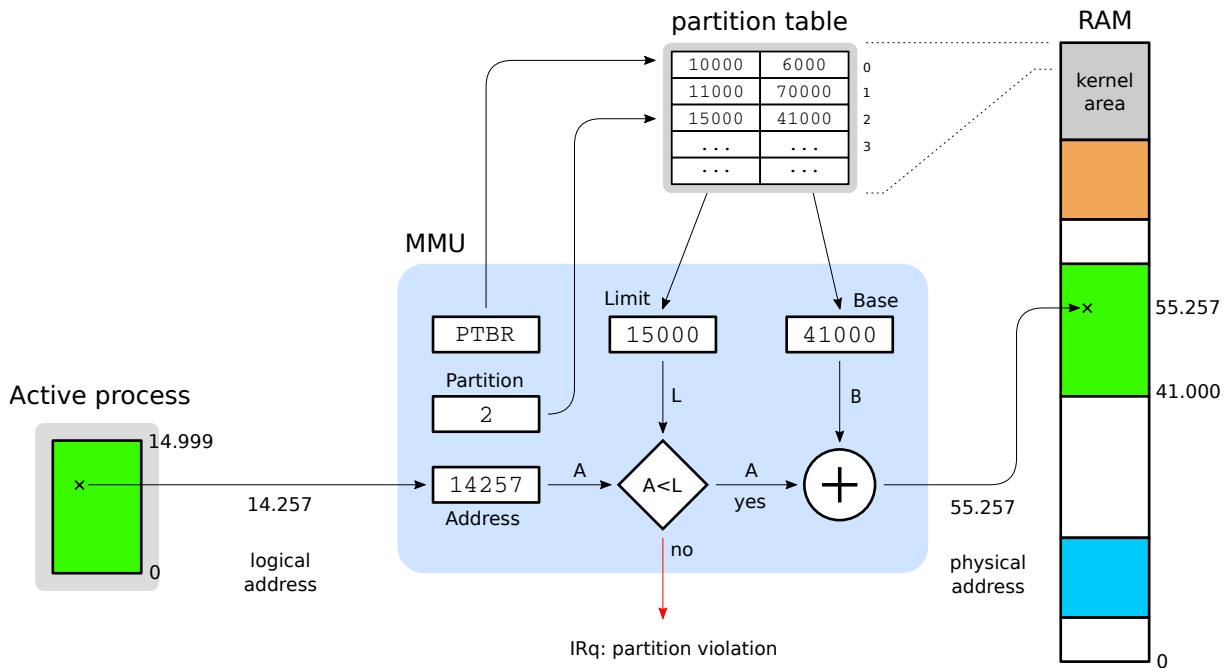 partition table
RAM
10000 6000 0
11000 70000 1
15000 41000 2
... ... 3
... ...
kernel
area
MMU
Limit
Base
PTBR
15000
41000
55.257
Partition
2
L
B
41.000
Active process
14.999
A
A
14257
A<L
yes
14.257
Address
55.257
no
logical
address
physical
address
0
IRq: partition violation
0